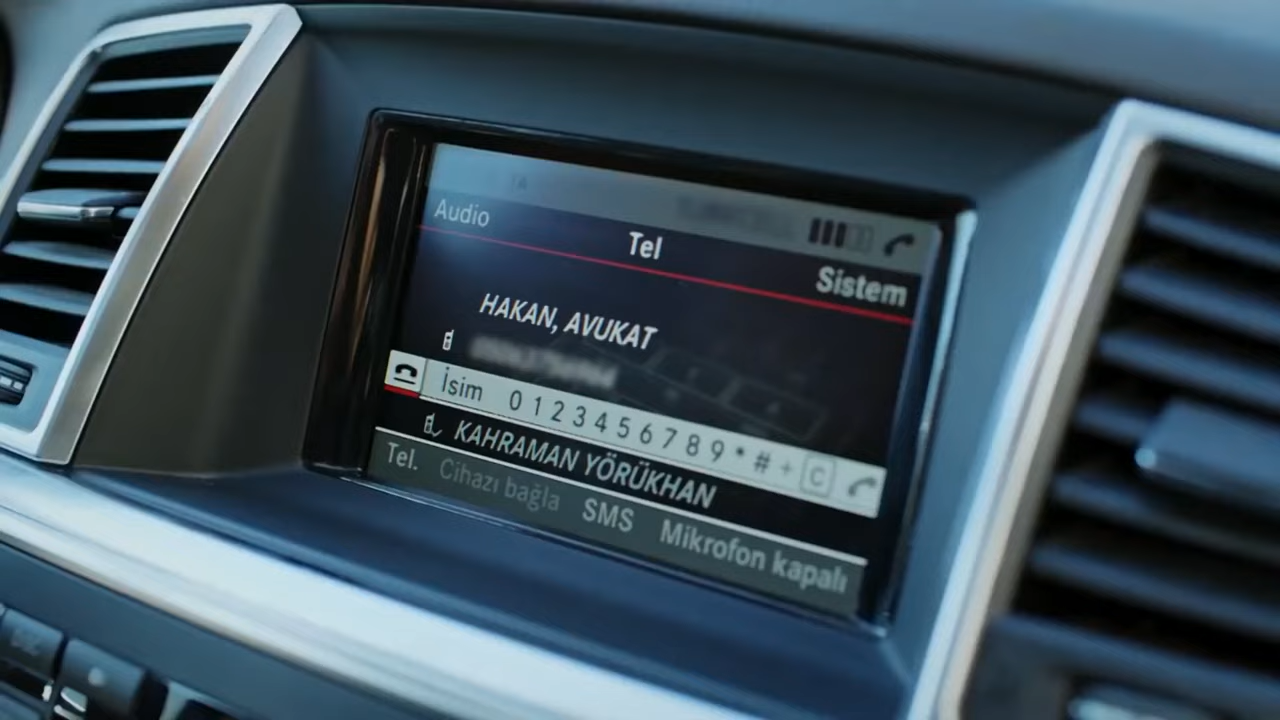 Audio Tel Sistem
HAKAN, AVUKAT
İsim 0 1 2 3 4 5 6 7 8 9 * # + C
KAHRAMAN YÖRÜKHAN
Tel. Cihazı bağla SMS Mikrofon kapalı